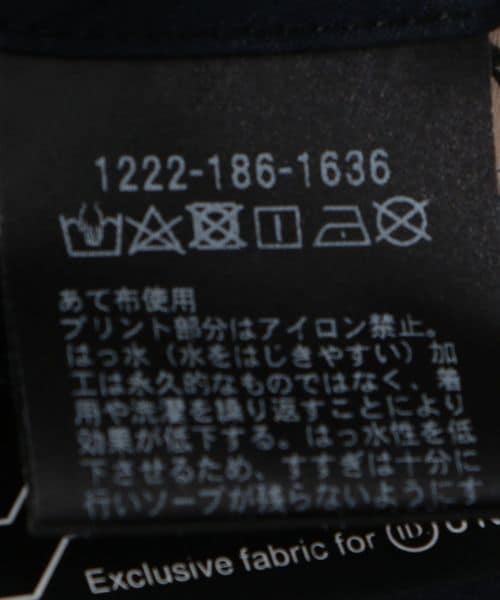 1222-186-1636
あて布使用
プリント部分はアイロン禁止。
はっ水（水をはじきやすい）加
工は永久的なものではなく、着
用や洗濯を繰り返すことにより
効果が低下する。はっ水性を低
下させるため、すすぎは十分に
行いソープが残らないようにす
Exclusive fabric for